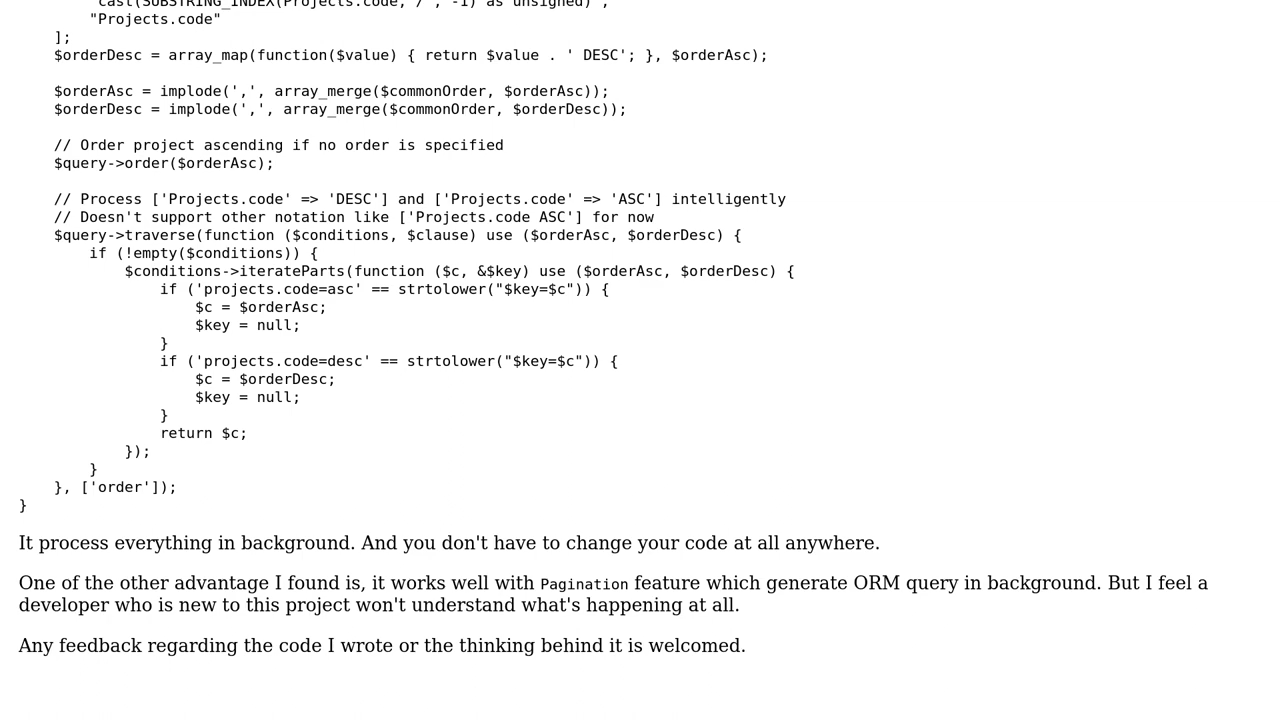 "cast(SUBSTRING_INDEX(Projects.code, '/', -1) as unsigned)",
"Projects.code"
];
$orderDesc = array_map(function($value) { return $value . ' DESC'; }, $orderAsc);
$orderAsc = implode(',', array_merge($commonOrder, $orderAsc));
$orderDesc = implode(',', array_merge($commonOrder, $orderDesc));
// Order project ascending if no order is specified
$query->order($orderAsc);
// Process ['Projects.code' => 'DESC'] and ['Projects.code' => 'ASC'] intelligently
// Doesn't support other notation like ['Projects.code ASC'] for now
$query->traverse(function ($conditions, $clause) use ($orderAsc, $orderDesc) {
if (!empty($conditions)) {
$conditions->iterateParts(function ($c, &$key) use ($orderAsc, $orderDesc) {
if ('projects.code=asc' == strtolower("$key=$c")) {
$c = $orderAsc;
$key = null;
}
if ('projects.code=desc' == strtolower("$key=$c")) {
$c = $orderDesc;
$key = null;
}
return $c;
});
}
}, ['order']);
}
It process everything in background. And you don't have to change your code at all anywhere.
One of the other advantage I found is, it works well with Pagination feature which generate ORM query in background. But I feel a
developer who is new to this project won't understand what's happening at all.
Any feedback regarding the code I wrote or the thinking behind it is welcomed.